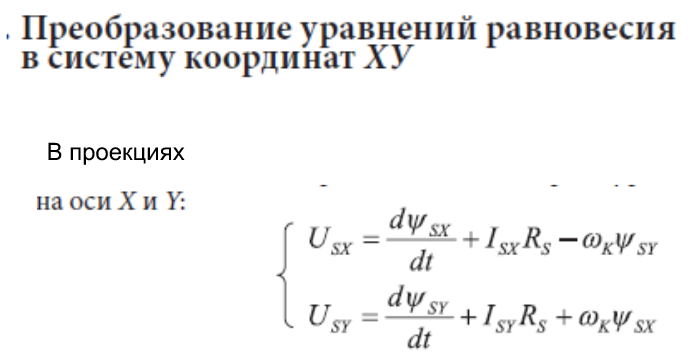 . Преобразование уравнений равновесия
в систему координат ХУ
В проекциях
на оси X и Y:
U_SX = dψ_SX/dt + I_SX R_S − ω_K ψ_SY
U_SY = dψ_SY/dt + I_SY R_S + ω_K ψ_SX